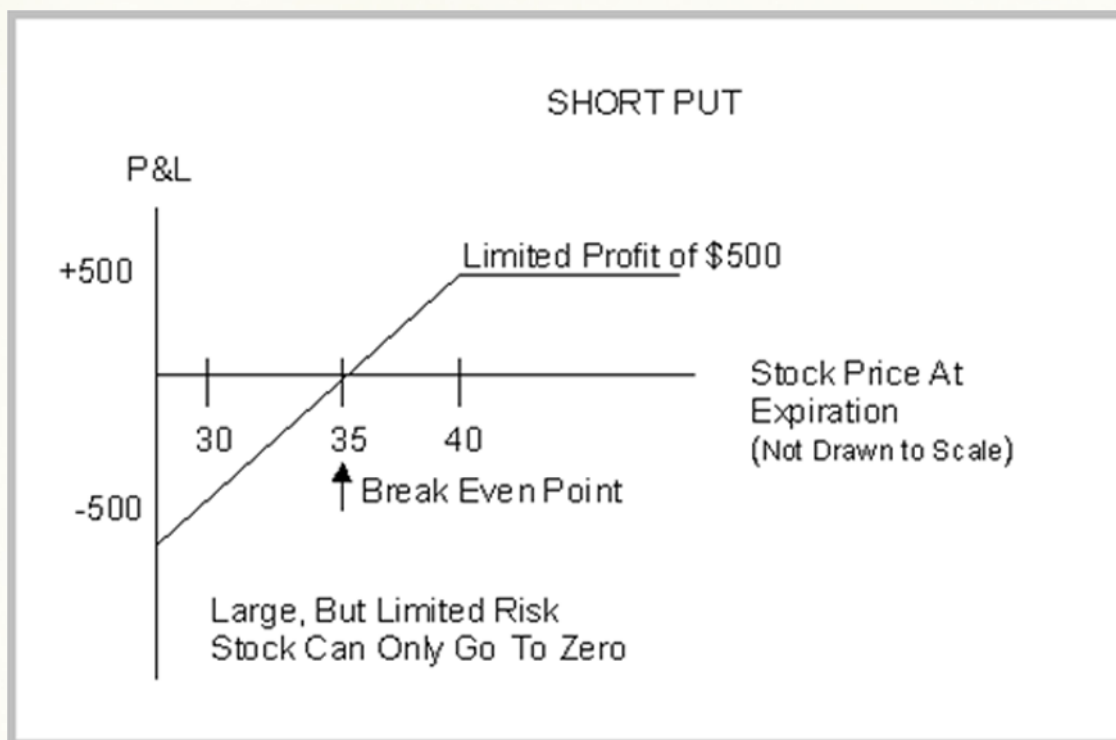 SHORT PUT
P&L
+500
Limited Profit of $500
Stock Price At
Expiration
(Not Drawn to Scale)
30 35 40
Break Even Point
-500
Large, But Limited Risk
Stock Can Only Go To Zero